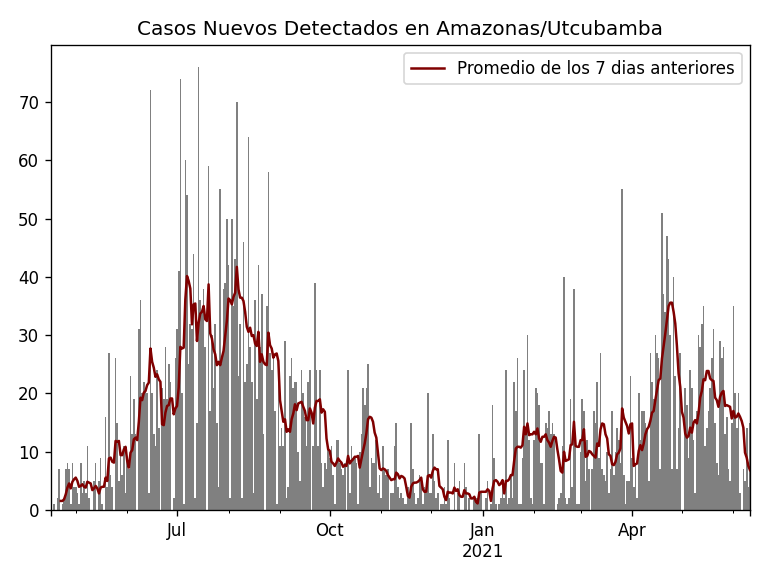 Casos Nuevos Detectados en Amazonas/Utcubamba
Promedio de los 7 dias anteriores
70
60
50
40
30
20
10
0
Jul
Oct
Jan
2021
Apr